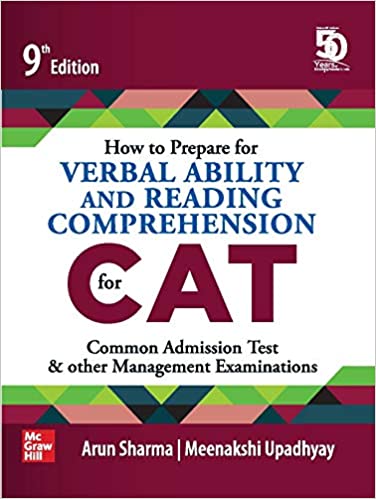 9th Edition
50
Years
How to Prepare for
VERBAL ABILITY
AND READING
COMPREHENSION
for CAT
Common Admission Test
& other Management Examinations
Mc
Graw
Hill
Arun Sharma | Meenakshi Upadhyay